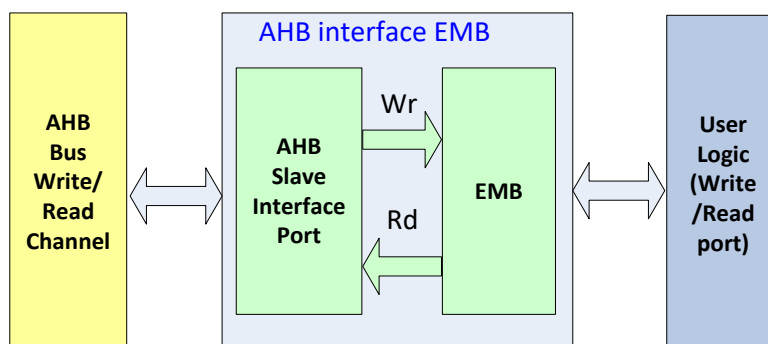 AHB interface EMB
AHB
Bus
Write/
Read
Channel
AHB
Slave
Interface
Port
Wr
Rd
EMB
User
Logic
(Write
/Read
port)